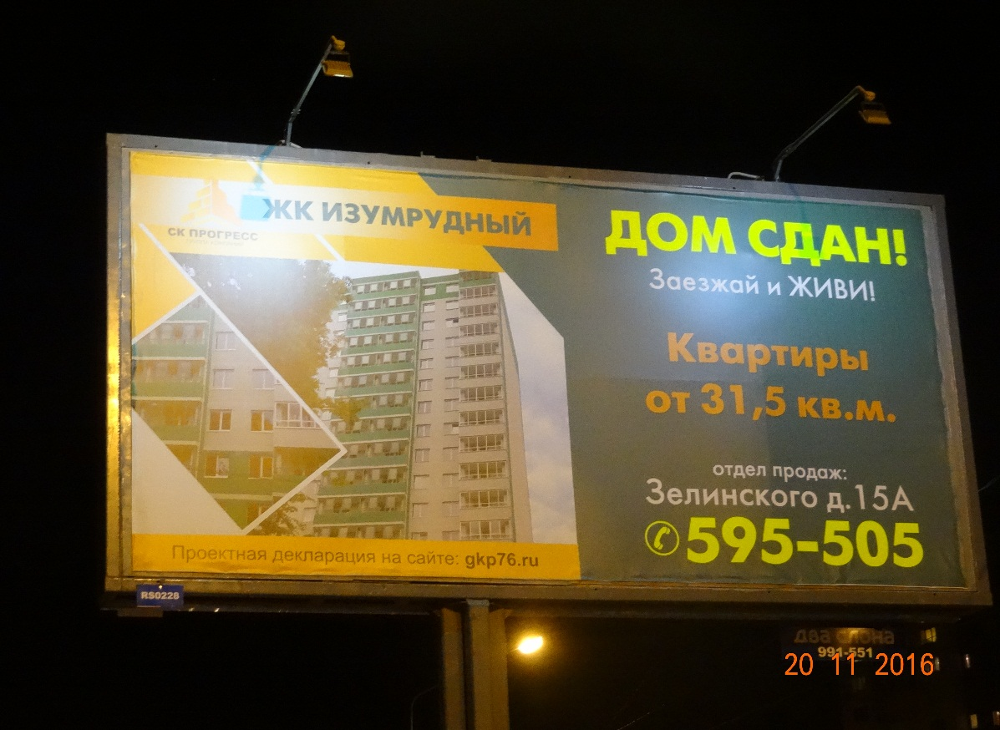 СК ПРОГРЕСС
ЖК ИЗУМРУДНЫЙ
ДОМ СДАН!
Заезжай и ЖИВИ!
Квартиры
от 31,5 кв.м.
отдел продаж:
Зелинского д.15А
595-505
Проектная декларация на сайте: gkp76.ru
RS0228
два слона
991-551
20 11 2016